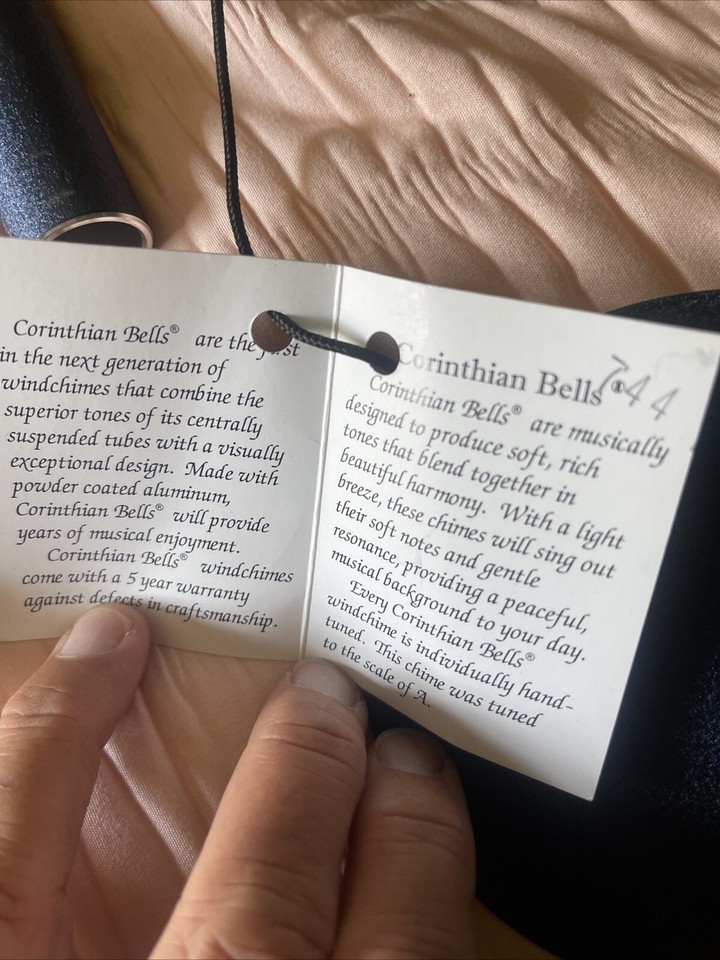 Corinthian Bells® are the first
in the next generation of
windchimes that combine the
superior tones of its centrally
suspended tubes with a visually
exceptional design. Made with
powder coated aluminum,
Corinthian Bells® will provide
years of musical enjoyment.
Corinthian Bells® windchimes
come with a 5 year warranty
against defects in craftsmanship.
Corinthian Bells®
744
Corinthian Bells® are musically
designed to produce soft, rich
tones that blend together in
beautiful harmony. With a light
breeze, these chimes will sing out
their soft notes and gentle
resonance, providing a peaceful,
musical background to your day.
Every Corinthian Bells®
windchime is individually hand-
tuned. This chime was tuned
to the scale of A.